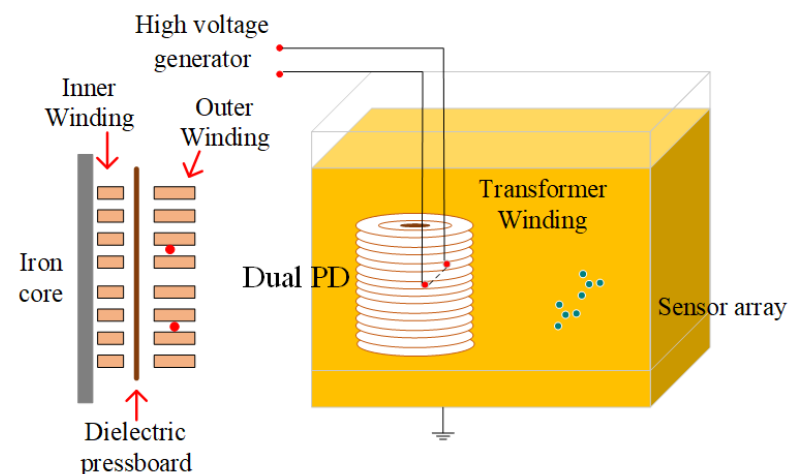 High voltage
generator
Inner
Winding
Outer
Winding
Transformer
Winding
Iron
core
Dual PD
Sensor array
Dielectric
pressboard